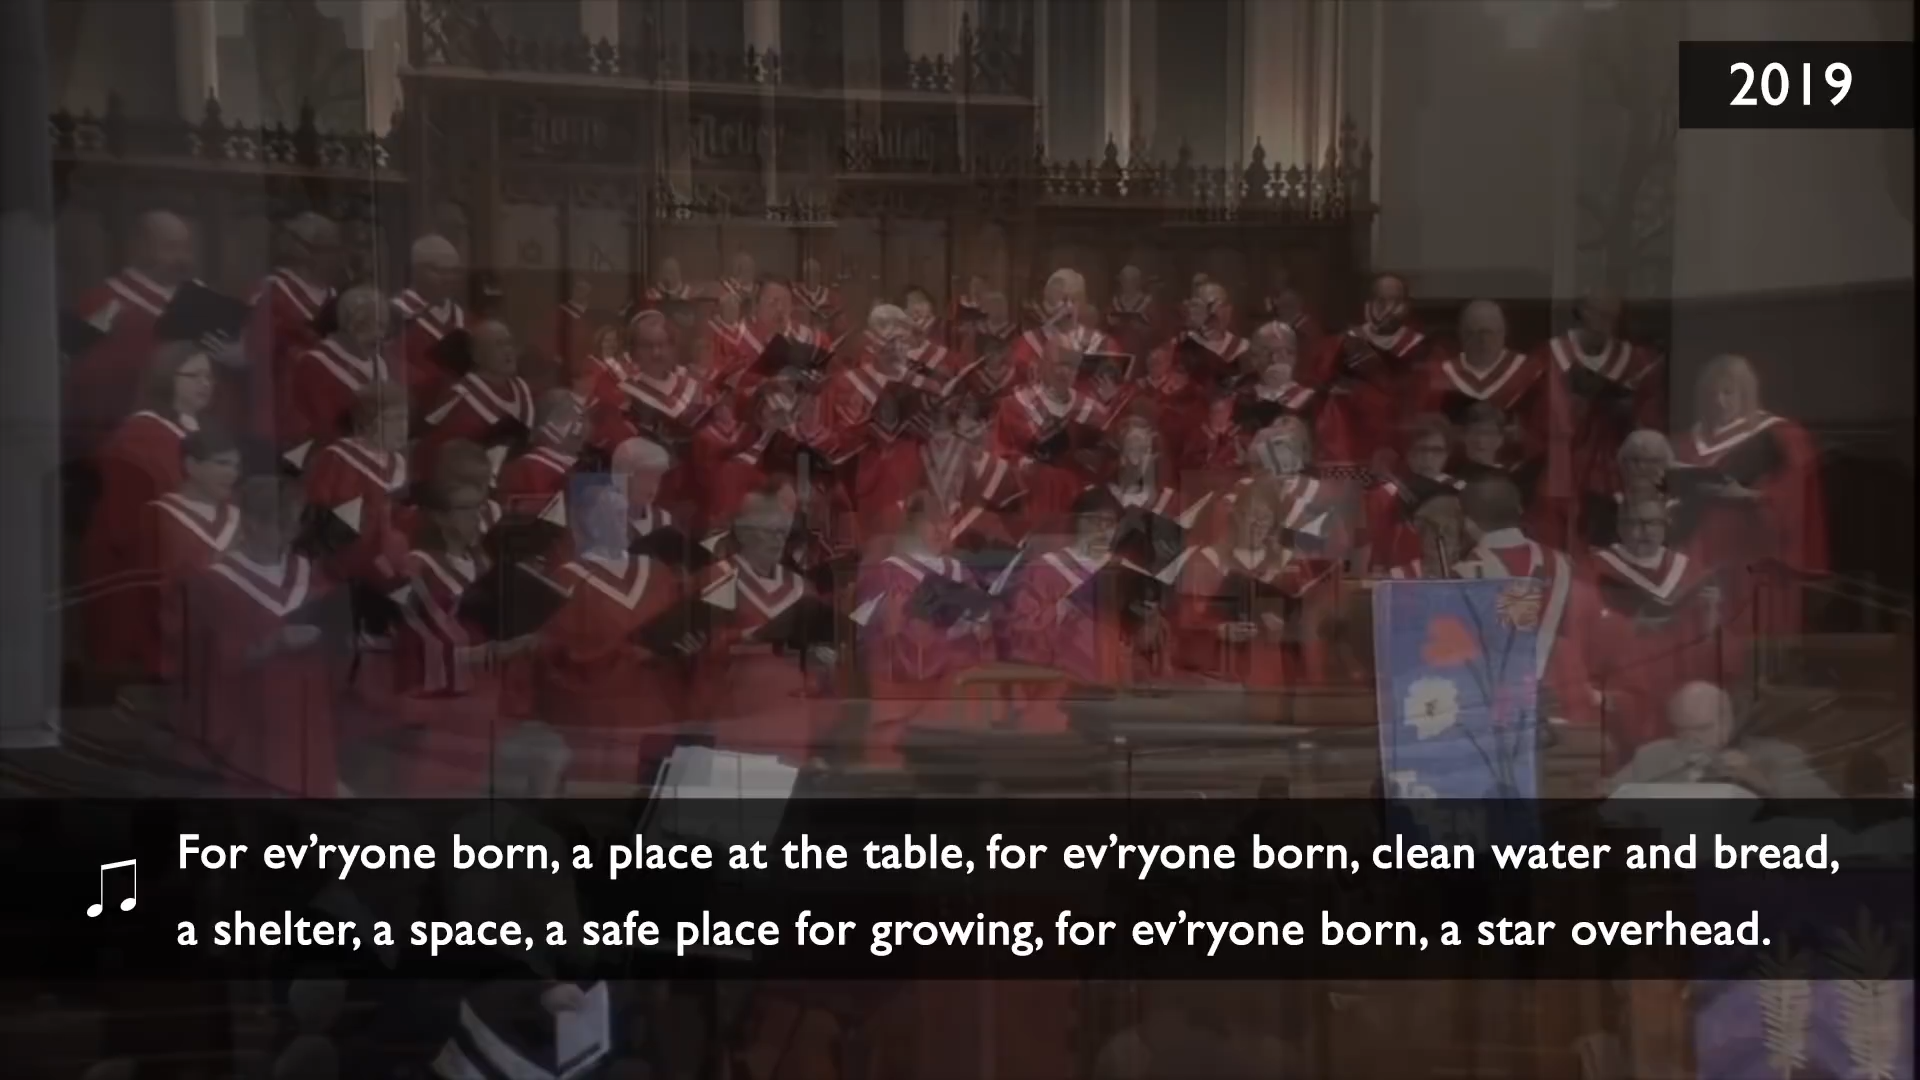 2019
For ev’ryone born, a place at the table, for ev’ryone born, clean water and bread,
a shelter, a space, a safe place for growing, for ev’ryone born, a star overhead.